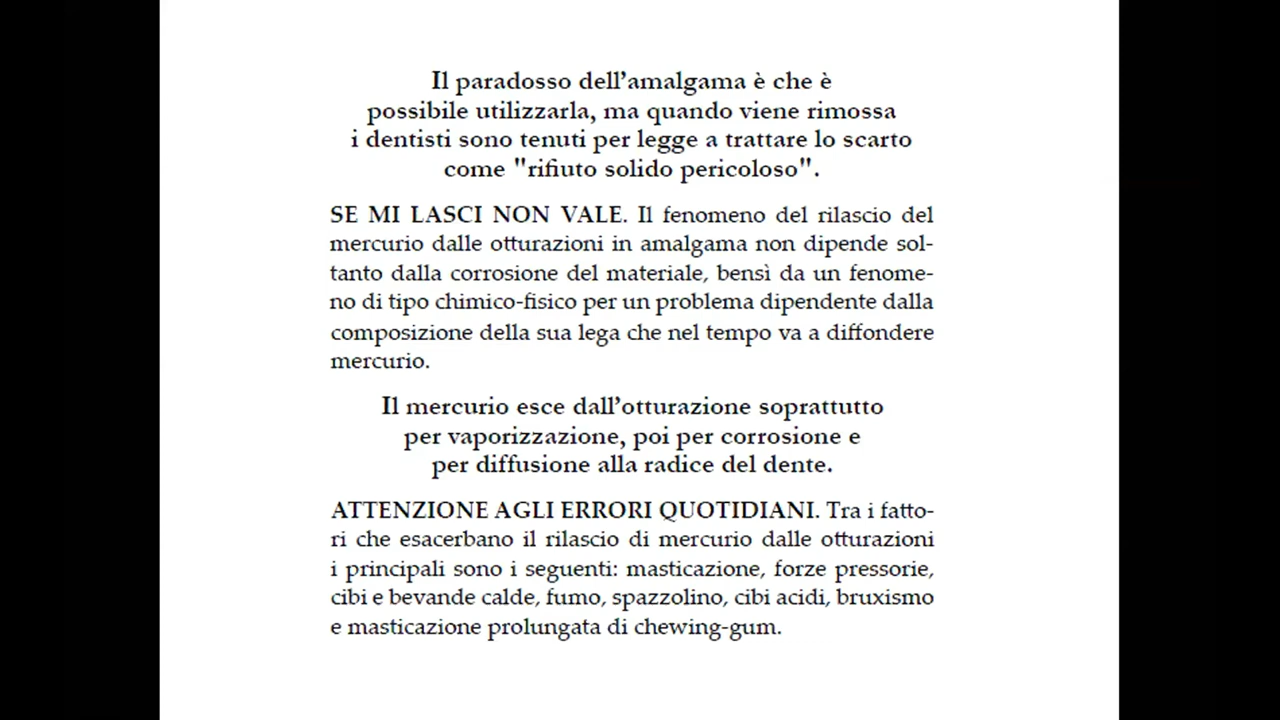 Il paradosso dell’amalgama è che è
possibile utilizzarla, ma quando viene rimossa
i dentisti sono tenuti per legge a trattare lo scarto
come "rifiuto solido pericoloso".
SE MI LASCI NON VALE. Il fenomeno del rilascio del
mercurio dalle otturazioni in amalgama non dipende sol-
tanto dalla corrosione del materiale, bensì da un fenome-
no di tipo chimico-fisico per un problema dipendente dalla
composizione della sua lega che nel tempo va a diffondere
mercurio.
Il mercurio esce dall’otturazione soprattutto
per vaporizzazione, poi per corrosione e
per diffusione alla radice del dente.
ATTENZIONE AGLI ERRORI QUOTIDIANI. Tra i fatto-
ri che esacerbano il rilascio di mercurio dalle otturazioni
i principali sono i seguenti: masticazione, forze pressorie,
cibi e bevande calde, fumo, spazzolino, cibi acidi, bruxismo
e masticazione prolungata di chewing-gum.